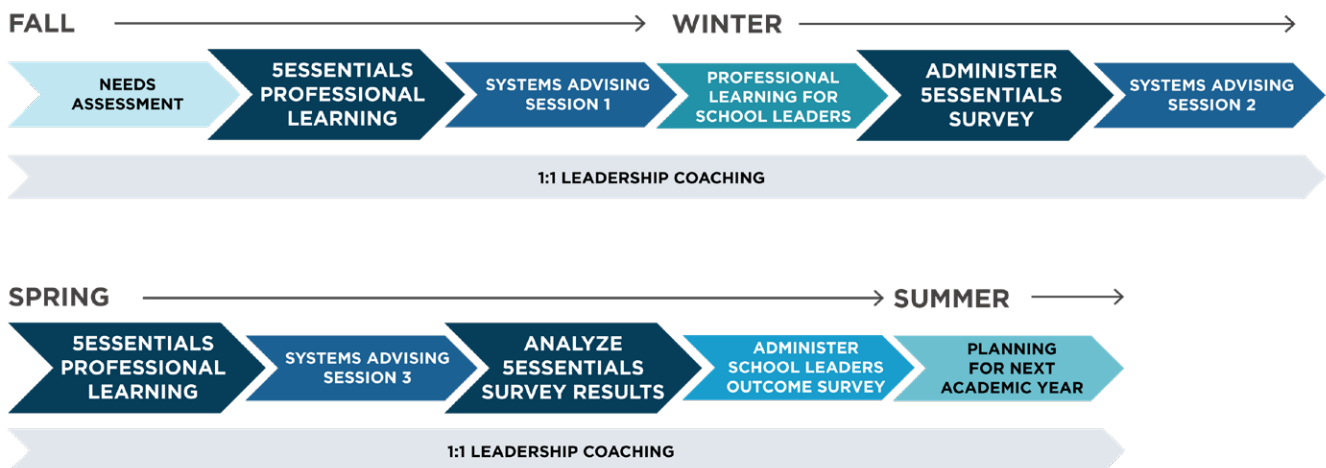 FALL
WINTER
NEEDS
ASSESSMENT
5ESSENTIALS
PROFESSIONAL
LEARNING
SYSTEMS ADVISING
SESSION 1
PROFESSIONAL
LEARNING FOR
SCHOOL LEADERS
ADMINISTER
5ESSENTIALS
SURVEY
SYSTEMS ADVISING
SESSION 2
1:1 LEADERSHIP COACHING
SPRING
SUMMER
5ESSENTIALS
PROFESSIONAL
LEARNING
SYSTEMS ADVISING
SESSION 3
ANALYZE
5ESSENTIALS
SURVEY RESULTS
ADMINISTER
SCHOOL LEADERS
OUTCOME SURVEY
PLANNING
FOR NEXT
ACADEMIC YEAR
1:1 LEADERSHIP COACHING